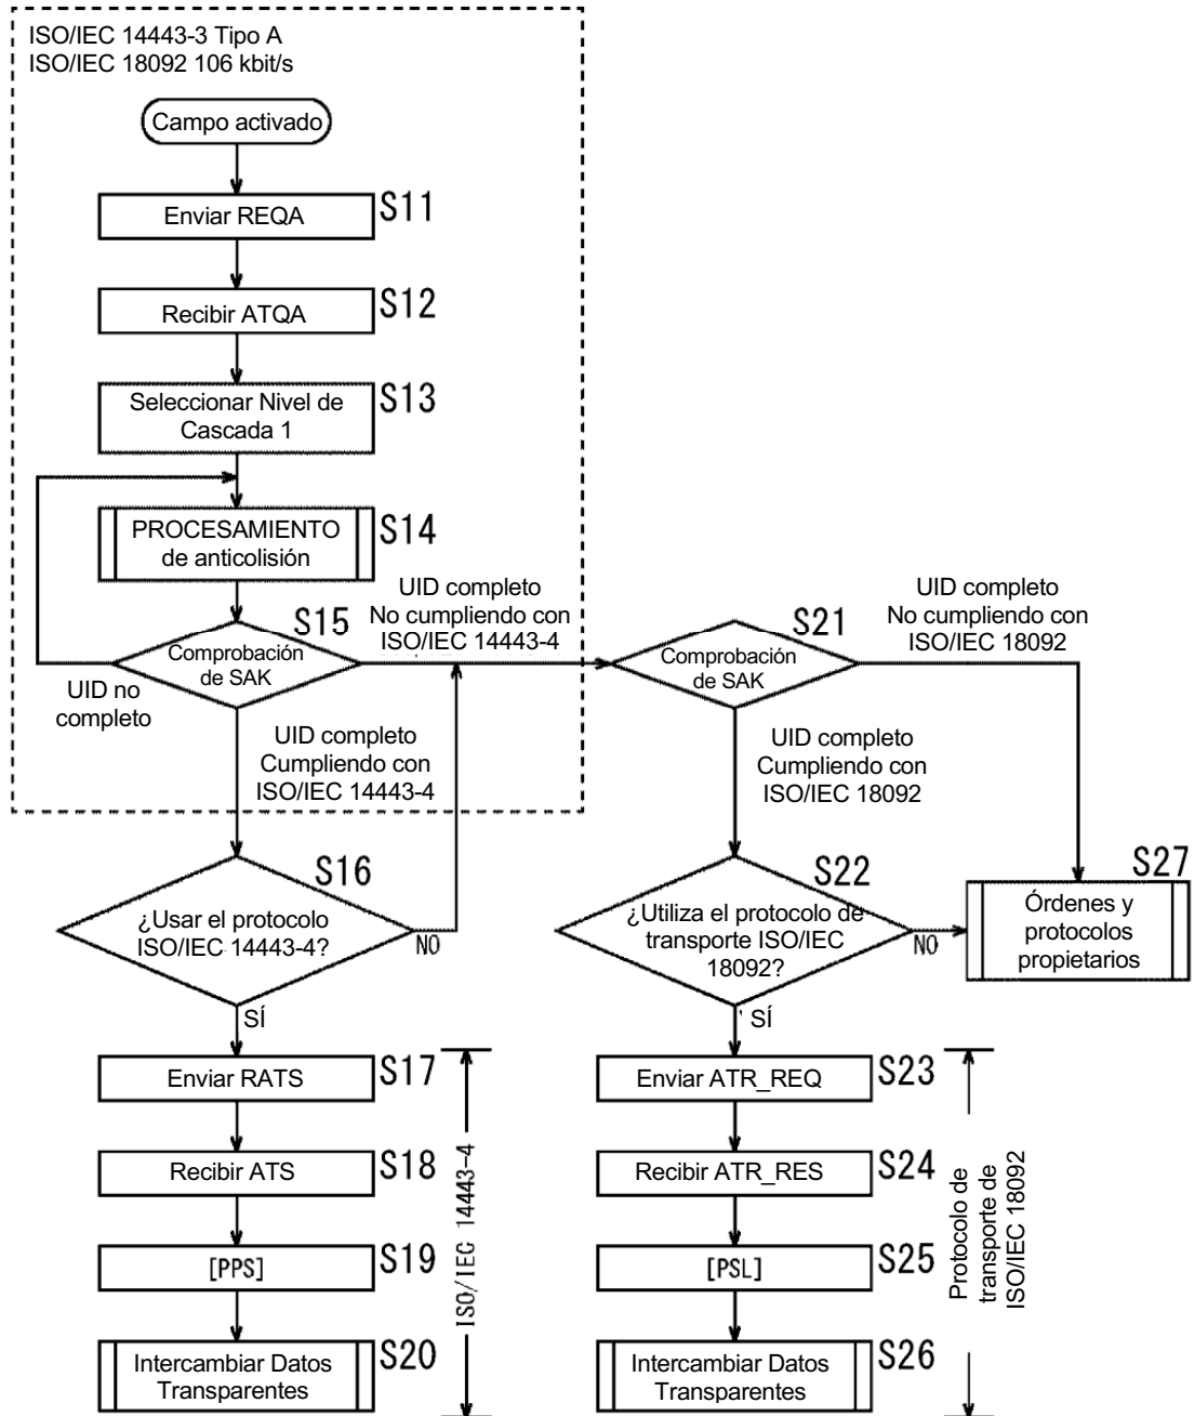 ISO/IEC 14443-3 Tipo A
ISO/IEC 18092 106 kbit/s
Campo activado
Enviar REQA
S11
Recibir ATQA
S12
Seleccionar Nivel de
Cascada 1
S13
PROCESAMIENTO
de anticolisión
S14
Comprobación
de SAK
S15
UID no
completo
UID completo
No cumpliendo con
ISO/IEC 14443-4
UID completo
Cumpliendo con
ISO/IEC 14443-4
Comprobación
de SAK
S21
UID completo
No cumpliendo con
ISO/IEC 18092
UID completo
Cumpliendo con
ISO/IEC 18092
¿Usar el protocolo
ISO/IEC 14443-4?
S16
NO
SÍ
¿Utiliza el protocolo de
transporte ISO/IEC
18092?
S22
NO
SÍ
Órdenes y
protocolos
propietarios
S27
Enviar RATS
S17
Recibir ATS
S18
[PPS]
S19
Intercambiar Datos
Transparentes
S20
ISO/IEC 14443-4
Enviar ATR_REQ
S23
Recibir ATR_RES
S24
[PSL]
S25
Intercambiar Datos
Transparentes
S26
Protocolo de
transporte de
ISO/IEC 18092